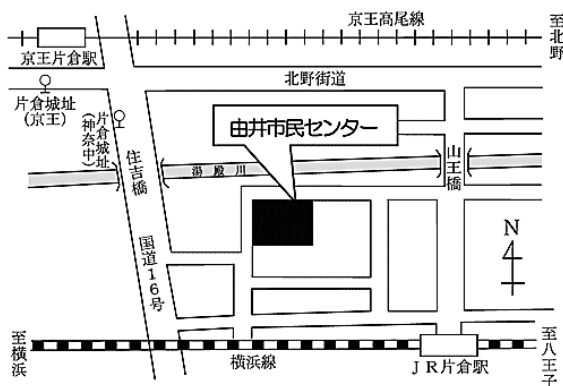 京王高尾線
至北野
京王片倉駅
北野街道
片倉城址
(京王)
片倉城址
(神奈中)
由井市民センター
住吉橋
湯殿川
山王橋
国道16号
N
至横浜
横浜線
JR片倉駅
至八王子